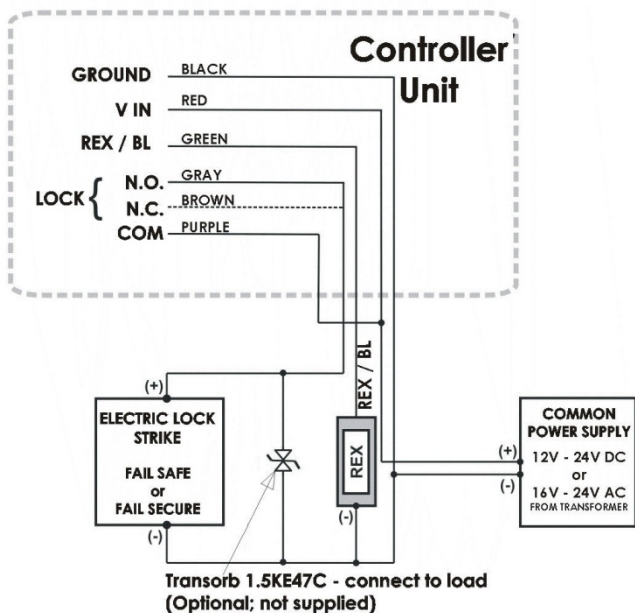 Controller
Unit
GROUND BLACK
V IN RED
REX / BL GREEN
LOCK { N.O. GRAY
N.C. BROWN
COM PURPLE
REX / BL
(+)
ELECTRIC LOCK
STRIKE
FAIL SAFE
or
FAIL SECURE
(-)
REX
(-)
COMMON
POWER SUPPLY
(+) 12V - 24V DC
or
(-) 16V - 24V AC
FROM TRANSFORMER
Transorb 1.5KE47C - connect to load
(Optional; not supplied)